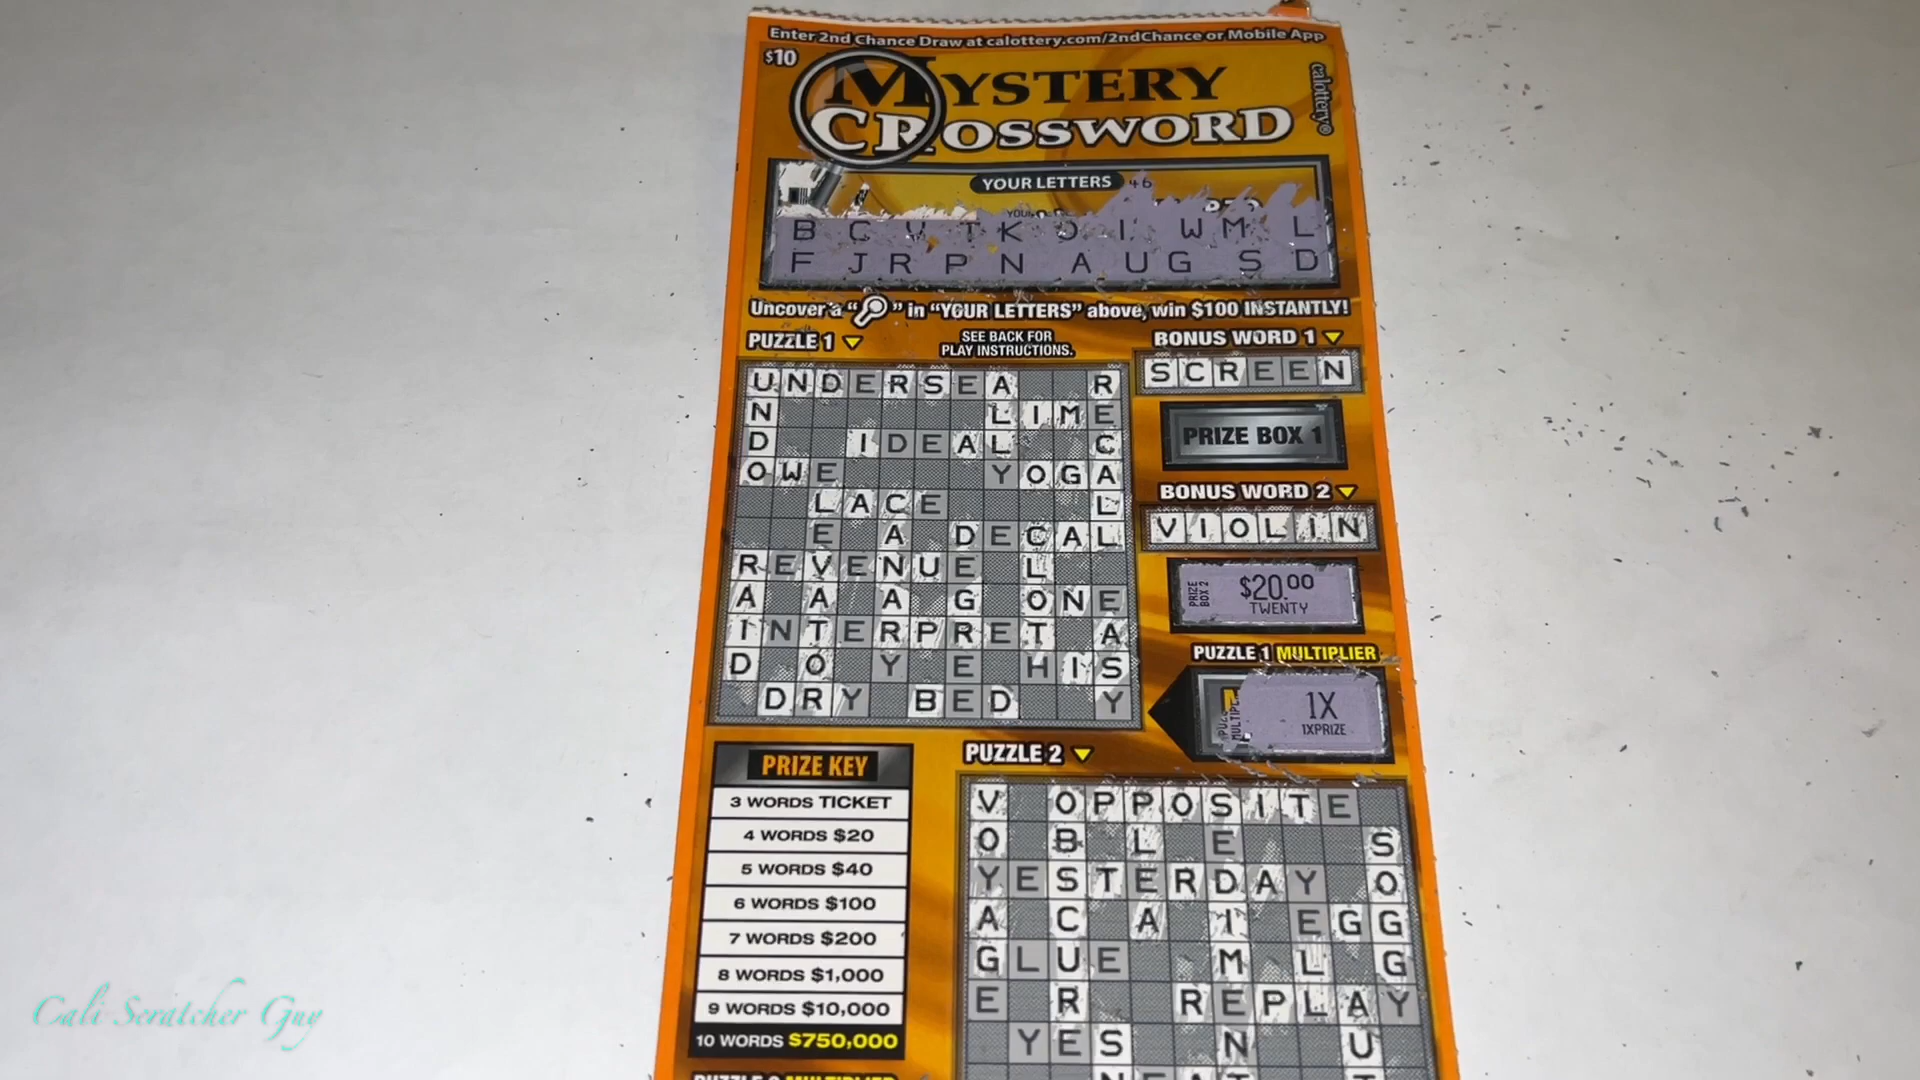 Enter 2nd Chance Draw at calottery.com/2ndChance or Mobile App
$10
MYSTERY
CROSSWORD
calottery®
YOUR LETTERS
46
B C V T K O I W M L
F J R P N A U G S D
Uncover a " " in "YOUR LETTERS" above, win $100 INSTANTLY!
PUZZLE 1
SEE BACK FOR
PLAY INSTRUCTIONS.
UNDERSEA R
N LIME
D IDEAL C
OWE YOGA
LACE L
E A DECAL
REVENUE L
A A A G ONE
INTERPRET A
D O Y E HIS
DRY BED Y
BONUS WORD 1
SCREEN
PRIZE BOX 1
BONUS WORD 2
VIOLIN
PRIZE BOX 2
$20.00
TWENTY
PUZZLE 1 MULTIPLIER
1X
1XPRIZE
PRIZE KEY
3 WORDS TICKET
4 WORDS $20
5 WORDS $40
6 WORDS $100
7 WORDS $200
8 WORDS $1,000
9 WORDS $10,000
10 WORDS $750,000
PUZZLE 2
V OPPOSITE
O B L E S
YESTERDAY O
A C A I EGG
GLUE M L G
E R REPLAY
YES N U
Cali Scratcher Guy